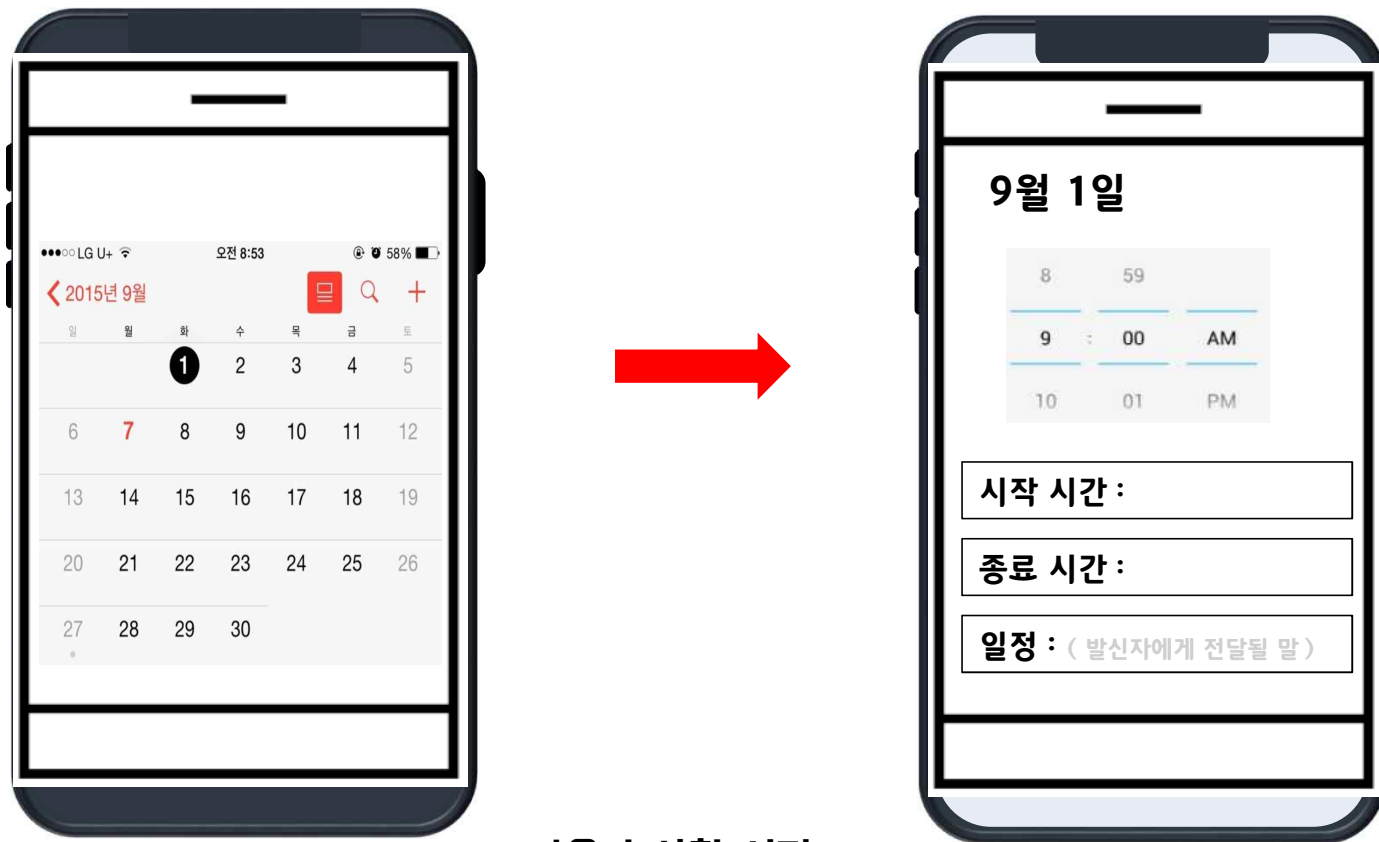 LG U+ 오전 8:53 58%
2015년 9월
일 월 화 수 목 금 토
1 2 3 4 5
6 7 8 9 10 11 12
13 14 15 16 17 18 19
20 21 22 23 24 25 26
27 28 29 30
9월 1일
8 59
9 : 00 AM
10 01 PM
시작 시간 :
종료 시간 :
일정 : ( 발신자에게 전달될 말 )